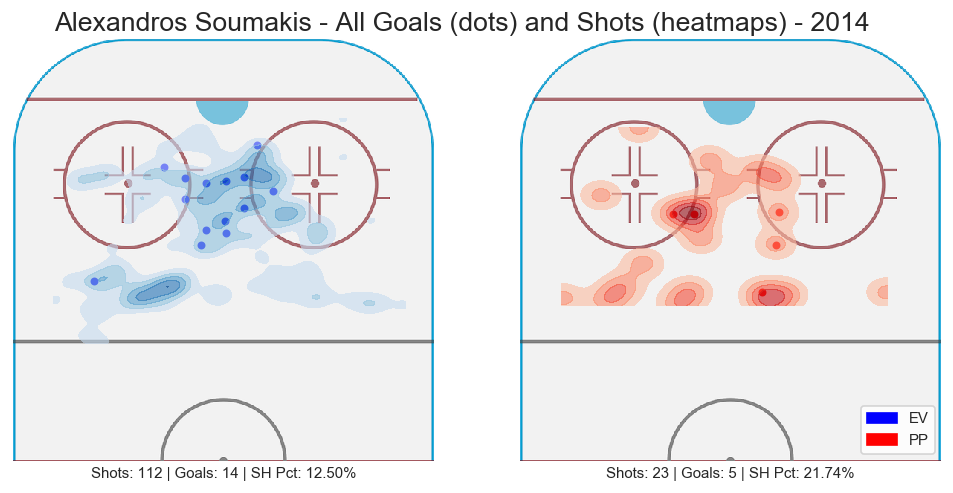 Alexandros Soumakis - All Goals (dots) and Shots (heatmaps) - 2014
EV
PP
Shots: 112 | Goals: 14 | SH Pct: 12.50%
Shots: 23 | Goals: 5 | SH Pct: 21.74%